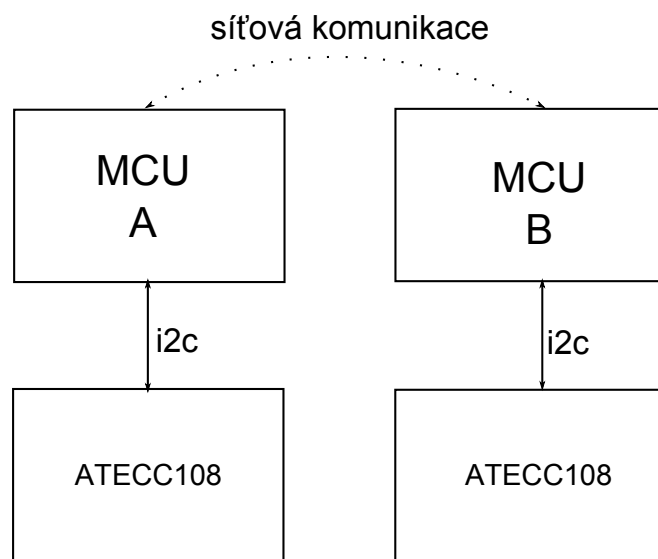 síťová komunikace
MCU
A
MCU
B
i2c
i2c
ATECC108
ATECC108